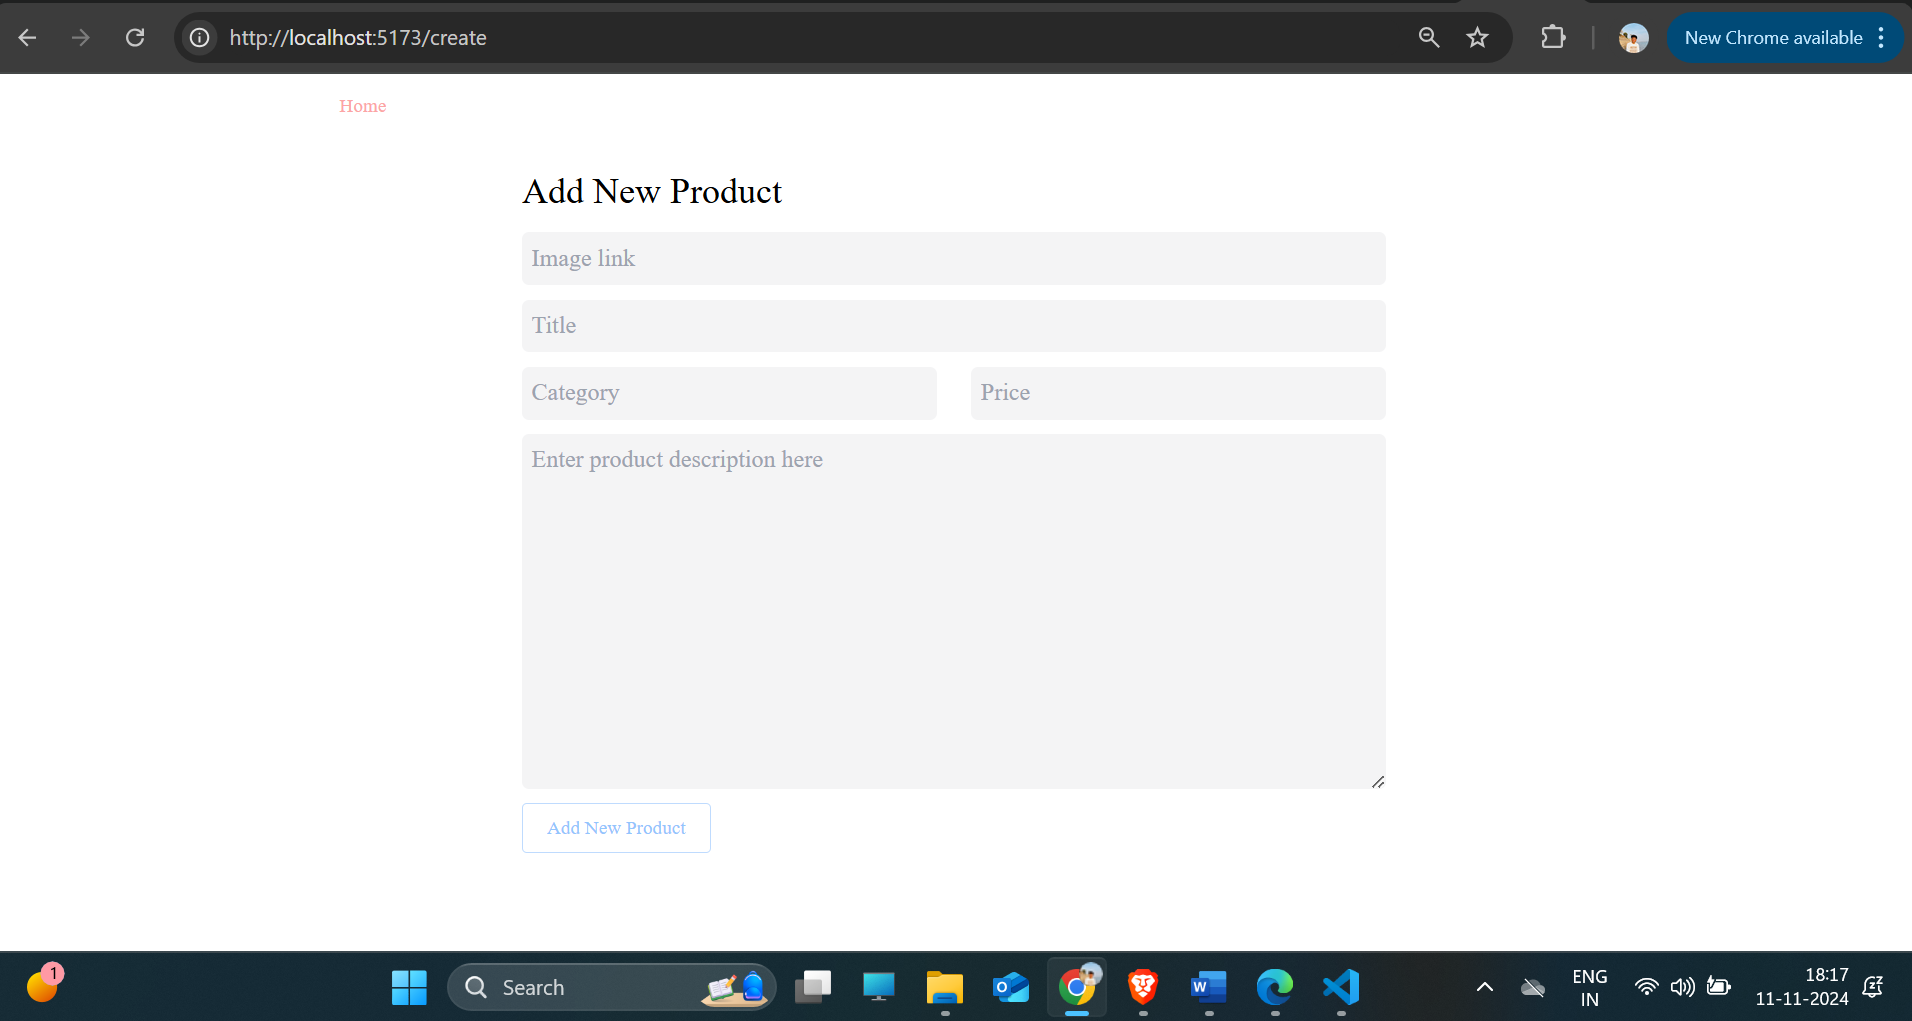 http://localhost:5173/create
New Chrome available
Home
Add New Product
Image link
Title
Category
Price
Enter product description here
Add New Product
1
Search
ENG
IN
18:17
11-11-2024